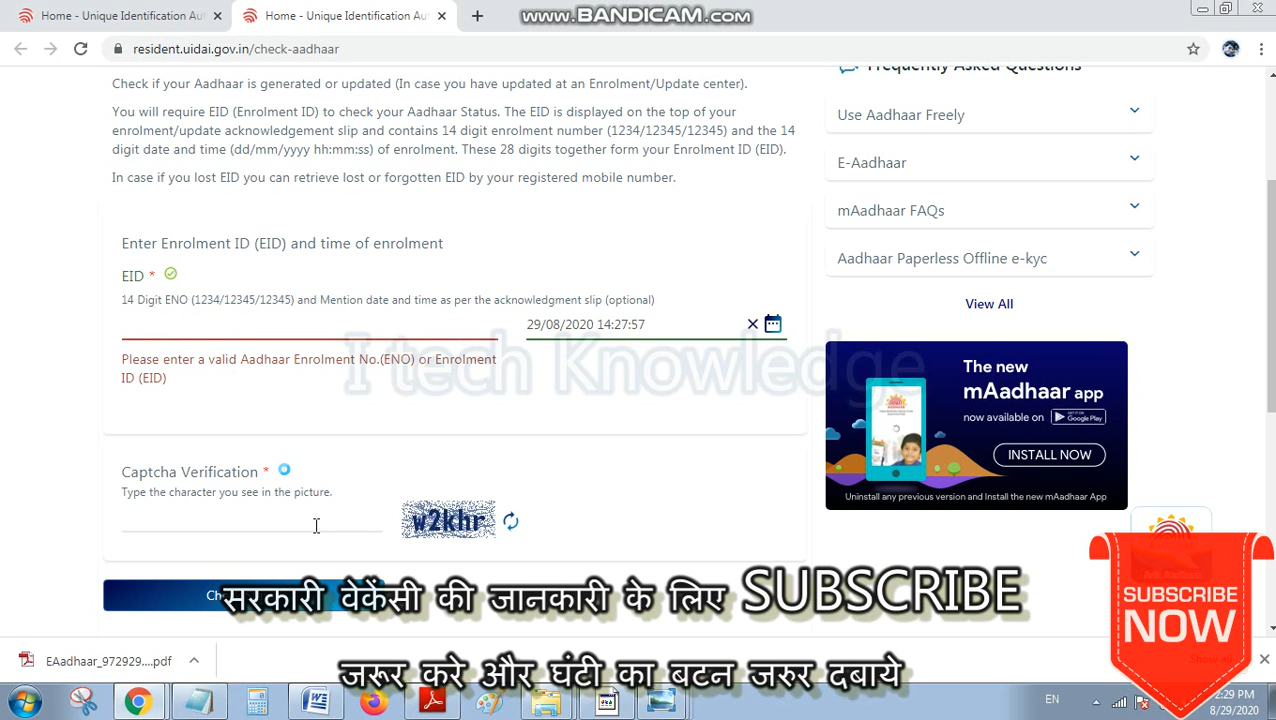 Home - Unique Identification Aut
Home - Unique Identification Aut
www.BANDICAM.com
resident.uidai.gov.in/check-aadhaar
Check if your Aadhaar is generated or updated (In case you have updated at an Enrolment/Update center).
You will require EID (Enrolment ID) to check your Aadhaar Status. The EID is displayed on the top of your
enrolment/update acknowledgement slip and contains 14 digit enrolment number (1234/12345/12345) and the 14
digit date and time (dd/mm/yyyy hh:mm:ss) of enrolment. These 28 digits together form your Enrolment ID (EID).
In case if you lost EID you can retrieve lost or forgotten EID by your registered mobile number.
Enter Enrolment ID (EID) and time of enrolment
EID *
14 Digit ENO (1234/12345/12345) and Mention date and time as per the acknowledgment slip (optional)
29/08/2020 14:27:57
Please enter a valid Aadhaar Enrolment No.(ENO) or Enrolment
ID (EID)
I tech Knowledge
Captcha Verification *
Type the character you see in the picture.
w2khr
Frequently Asked Questions
Use Aadhaar Freely
E-Aadhaar
mAadhaar FAQs
Aadhaar Paperless Offline e-kyc
View All
The new
mAadhaar app
now available on
GET IT ON
Google Play
INSTALL NOW
Uninstall any previous version and Install the new mAadhaar App
सरकारी वेकेंसी की जानकारी के लिए SUBSCRIBE
जरूर करे और घंटी का बटन जरुर दबाये
SUBSCRIBE
NOW
EAadhaar_972929....pdf
Show all
EN
2:29 PM
8/29/2020